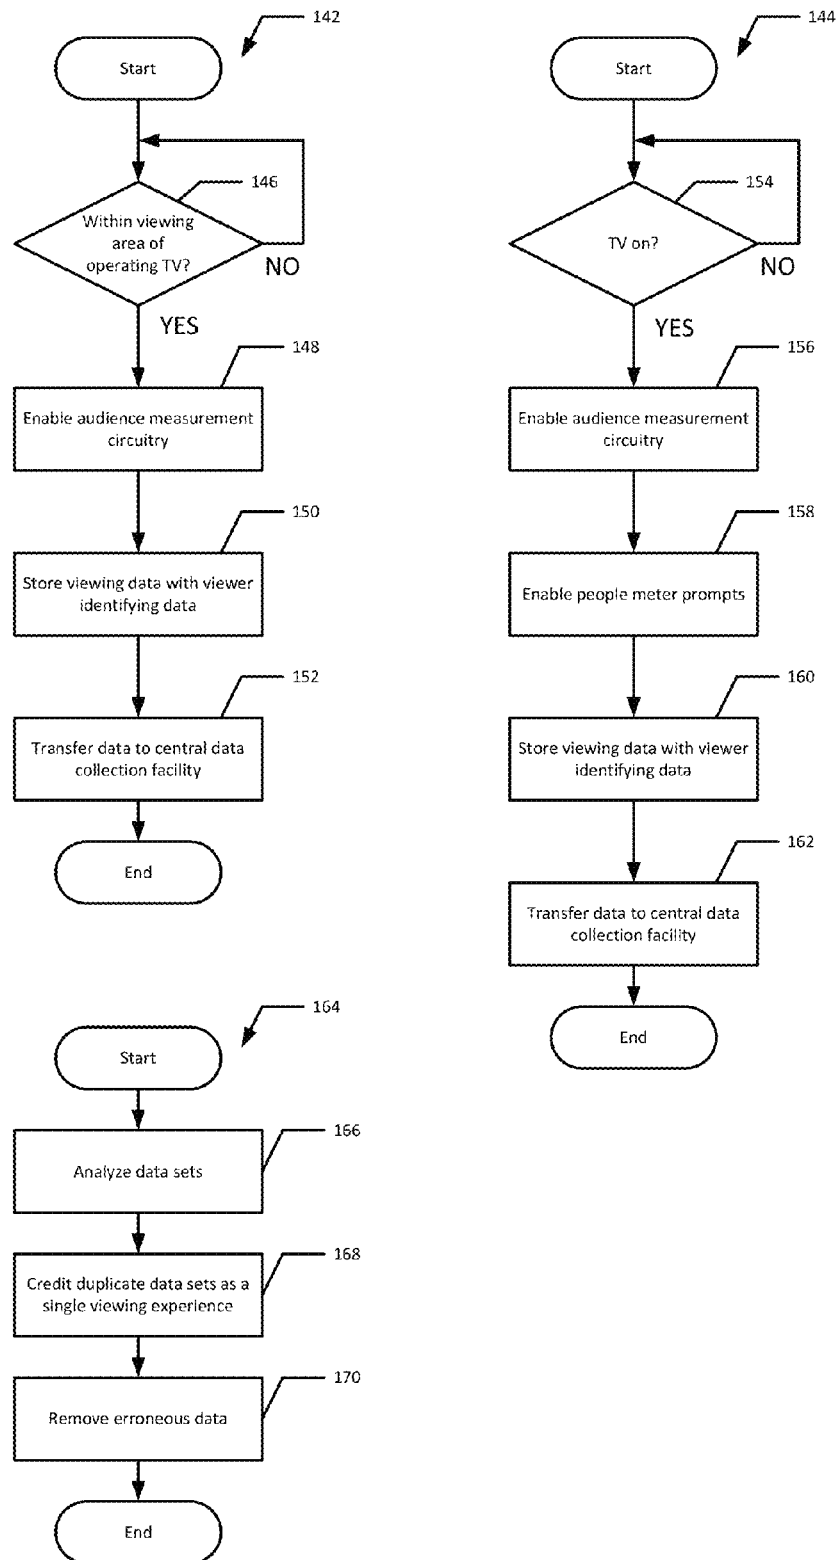 142
Start
146
Within viewing
area of
operating TV?
NO
YES
148
Enable audience measurement
circuitry
150
Store viewing data with viewer
identifying data
152
Transfer data to central data
collection facility
End
144
Start
154
TV on?
NO
YES
156
Enable audience measurement
circuitry
158
Enable people meter prompts
160
Store viewing data with viewer
identifying data
162
Transfer data to central data
collection facility
End
164
Start
166
Analyze data sets
168
Credit duplicate data sets as a
single viewing experience
170
Remove erroneous data
End